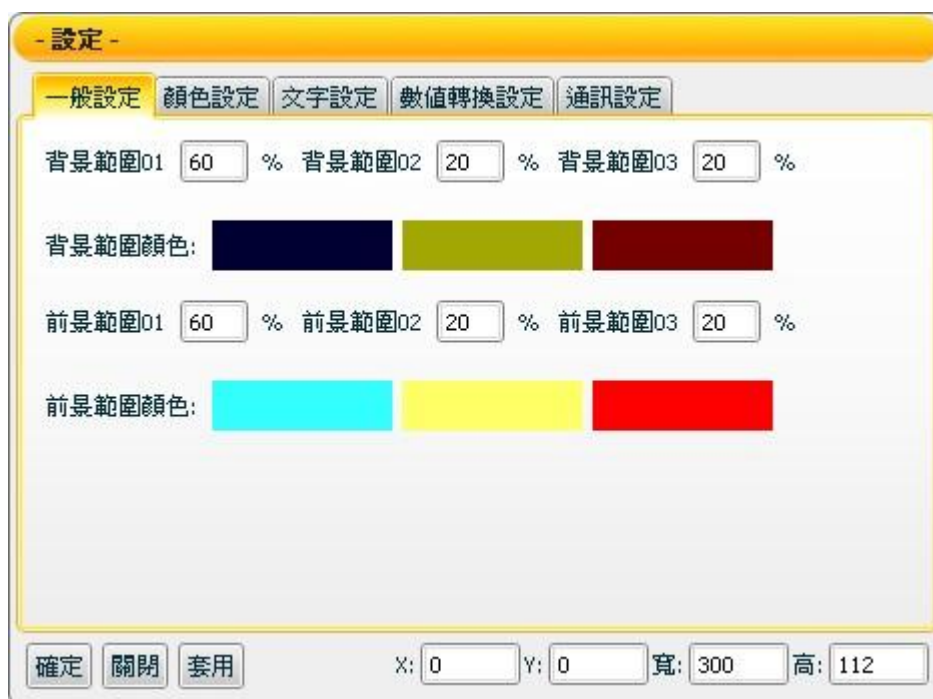 - 設定 -
一般設定 顏色設定 文字設定 數值轉換設定 通訊設定
背景範圍01 60 % 背景範圍02 20 % 背景範圍03 20 %
背景範圍顏色:
前景範圍01 60 % 前景範圍02 20 % 前景範圍03 20 %
前景範圍顏色:
確定 關閉 套用 X: 0 Y: 0 寬: 300 高: 112